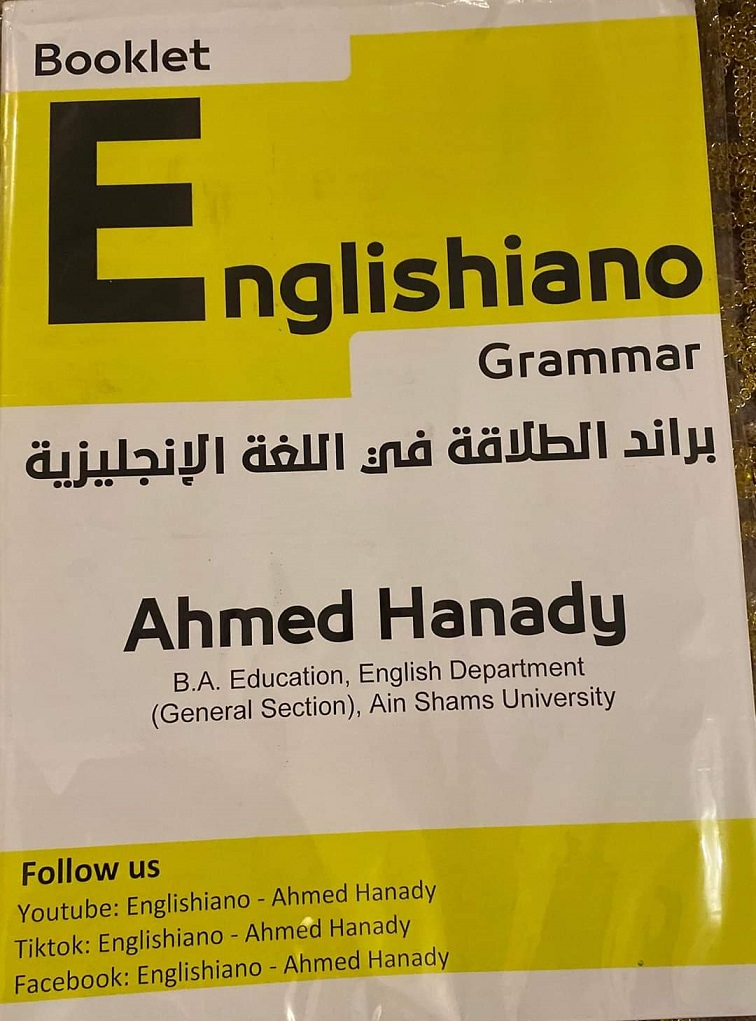 Booklet
Englishiano
Grammar
براند الطلاقة في اللغة الإنجليزية
Ahmed Hanady
B.A. Education, English Department
(General Section), Ain Shams University
Follow us
Youtube: Englishiano - Ahmed Hanady
Tiktok: Englishiano - Ahmed Hanady
Facebook: Englishiano - Ahmed Hanady